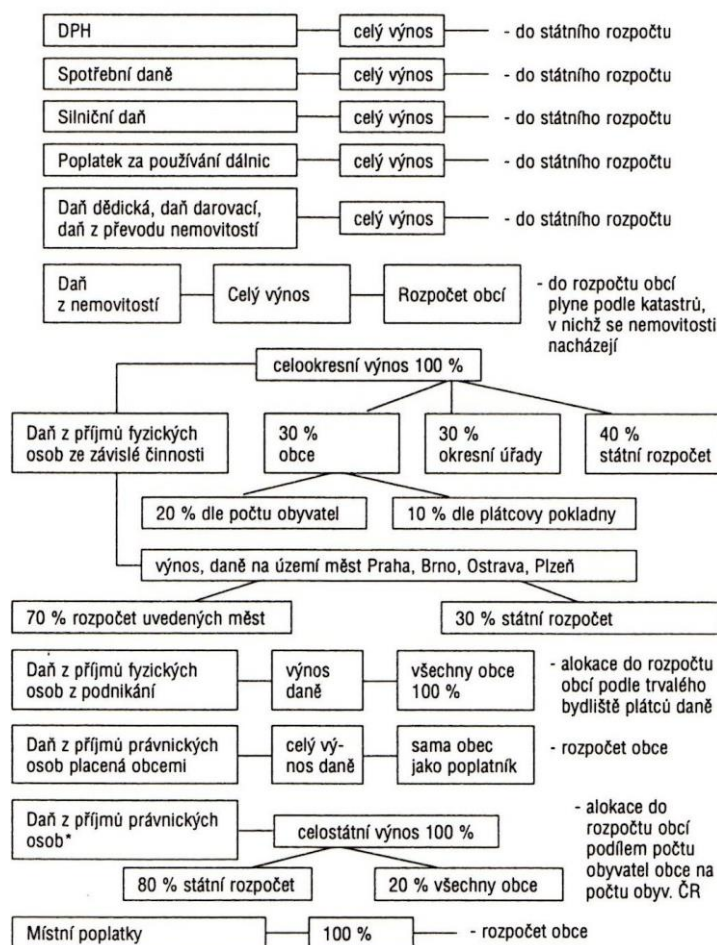 DPH celý výnos - do státního rozpočtu
Spotřební daně celý výnos - do státního rozpočtu
Silniční daň celý výnos - do státního rozpočtu
Poplatek za používání dálnic celý výnos - do státního rozpočtu
Daň dědická, daň darovací,
daň z převodu nemovitostí
celý výnos - do státního rozpočtu
Daň
z nemovitostí
Celý výnos
Rozpočet obcí
- do rozpočtu obcí
plyne podle katastrů,
v nichž se nemovitosti
nacházejí
celookresní výnos 100 %
Daň z příjmů fyzických
osob ze závislé činnosti
30 %
obce
30 %
okresní úřady
40 %
státní rozpočet
20 % dle počtu obyvatel
10 % dle plátcovy pokladny
výnos, daně na území měst Praha, Brno, Ostrava, Plzeň
70 % rozpočet uvedených měst
30 % státní rozpočet
Daň z příjmů fyzických
osob z podnikání
výnos
daně
všechny obce
100 %
- alokace do rozpočtu
obcí podle trvalého
bydliště plátců daně
Daň z příjmů právnických
osob placená obcemi
celý vý-
nos daně
sama obec
jako poplatník
- rozpočet obce
Daň z příjmů právnických
osob*
celostátní výnos 100 %
80 % státní rozpočet
20 % všechny obce
- alokace do
rozpočtu obcí
podílem počtu
obyvatel obce na
počtu obyv. ČR
Místní poplatky 100 % - rozpočet obce